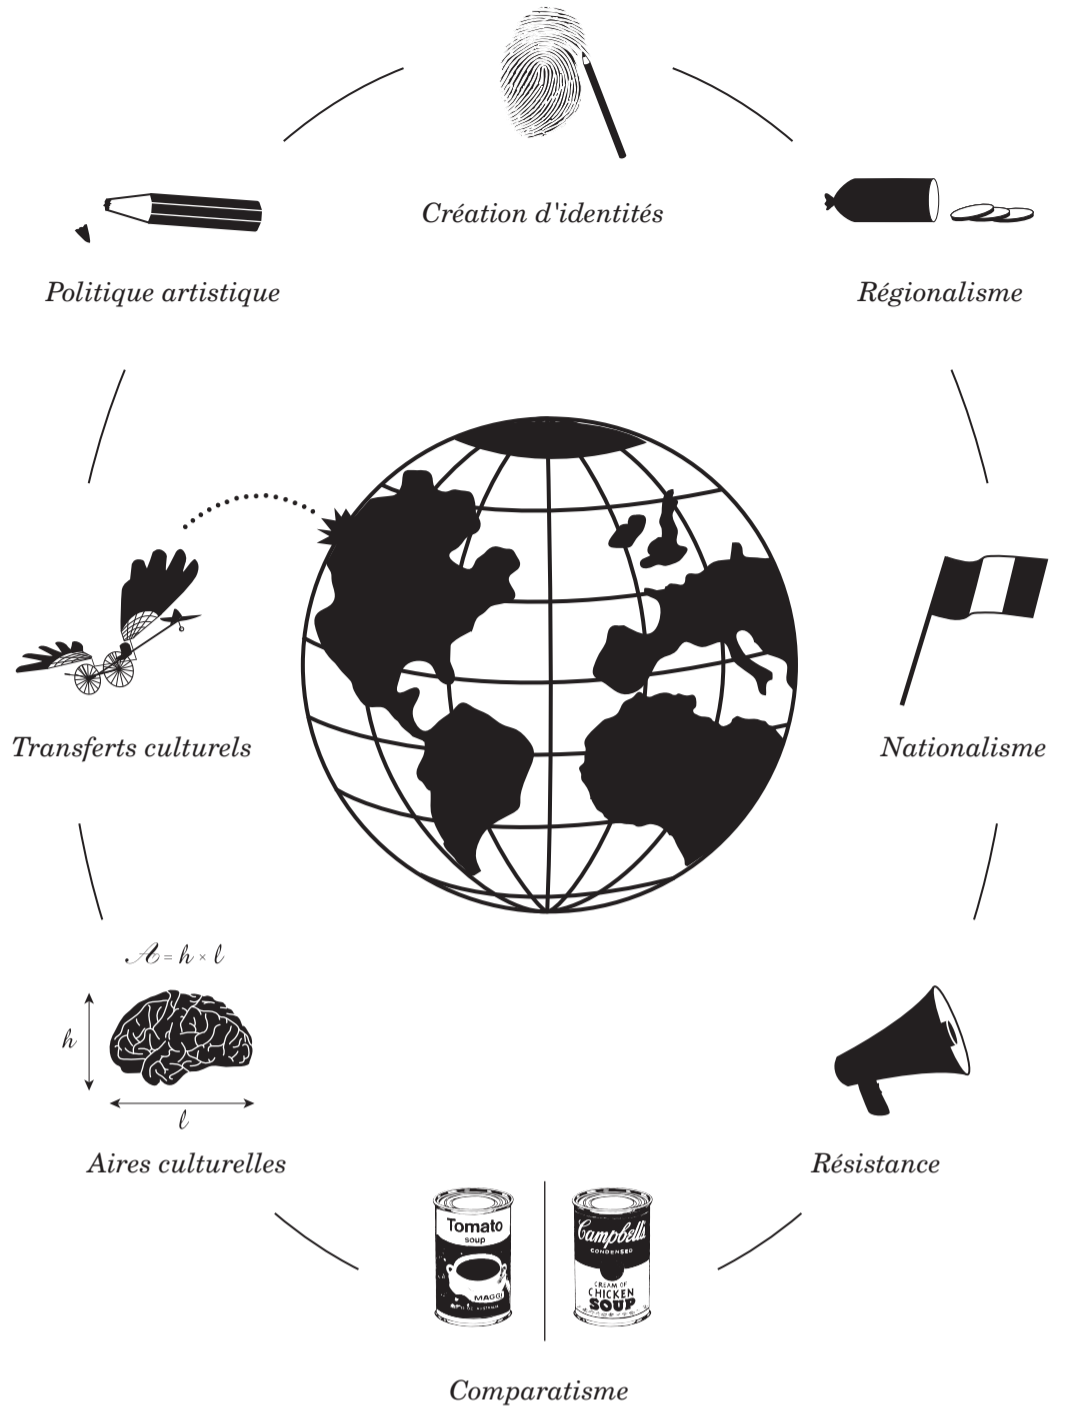 Création d'identités
Politique artistique
Régionalisme
Transferts culturels
Nationalisme
A = h × l
h
l
Aires culturelles
Résistance
Tomato
soup
MAGGI
Campbell's
CONDENSED
CREAM OF
CHICKEN
SOUP
Comparatisme